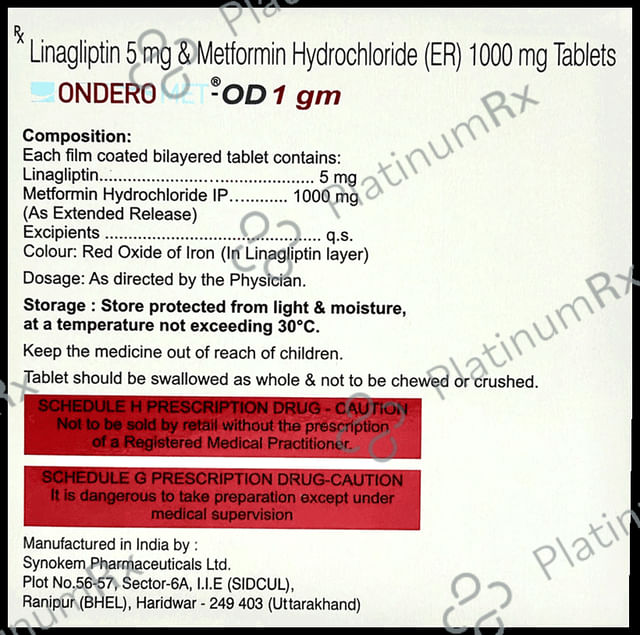 Rx Linagliptin 5 mg & Metformin Hydrochloride (ER) 1000 mg Tablets
ONDERO MET®-OD 1 gm
Composition:
Each film coated bilayered tablet contains:
Linagliptin................................................ 5 mg
Metformin Hydrochloride IP............ 1000 mg
(As Extended Release)
Excipients ................................................ q.s.
Colour: Red Oxide of Iron (In Linagliptin layer)
Dosage: As directed by the Physician.
Storage : Store protected from light & moisture,
at a temperature not exceeding 30°C.
Keep the medicine out of reach of children.
Tablet should be swallowed as whole & not to be chewed or crushed.
SCHEDULE H PRESCRIPTION DRUG - CAUTION
Not to be sold by retail without the prescription
of a Registered Medical Practitioner.
SCHEDULE G PRESCRIPTION DRUG-CAUTION
It is dangerous to take preparation except under
medical supervision
Manufactured in India by :
Synokem Pharmaceuticals Ltd.
Plot No.56-57, Sector-6A, I.I.E (SIDCUL),
Ranipur (BHEL), Haridwar - 249 403 (Uttarakhand)
PlatinumRx
PlatinumRx
PlatinumRx
Platinum
Platin
Rx
inumRx